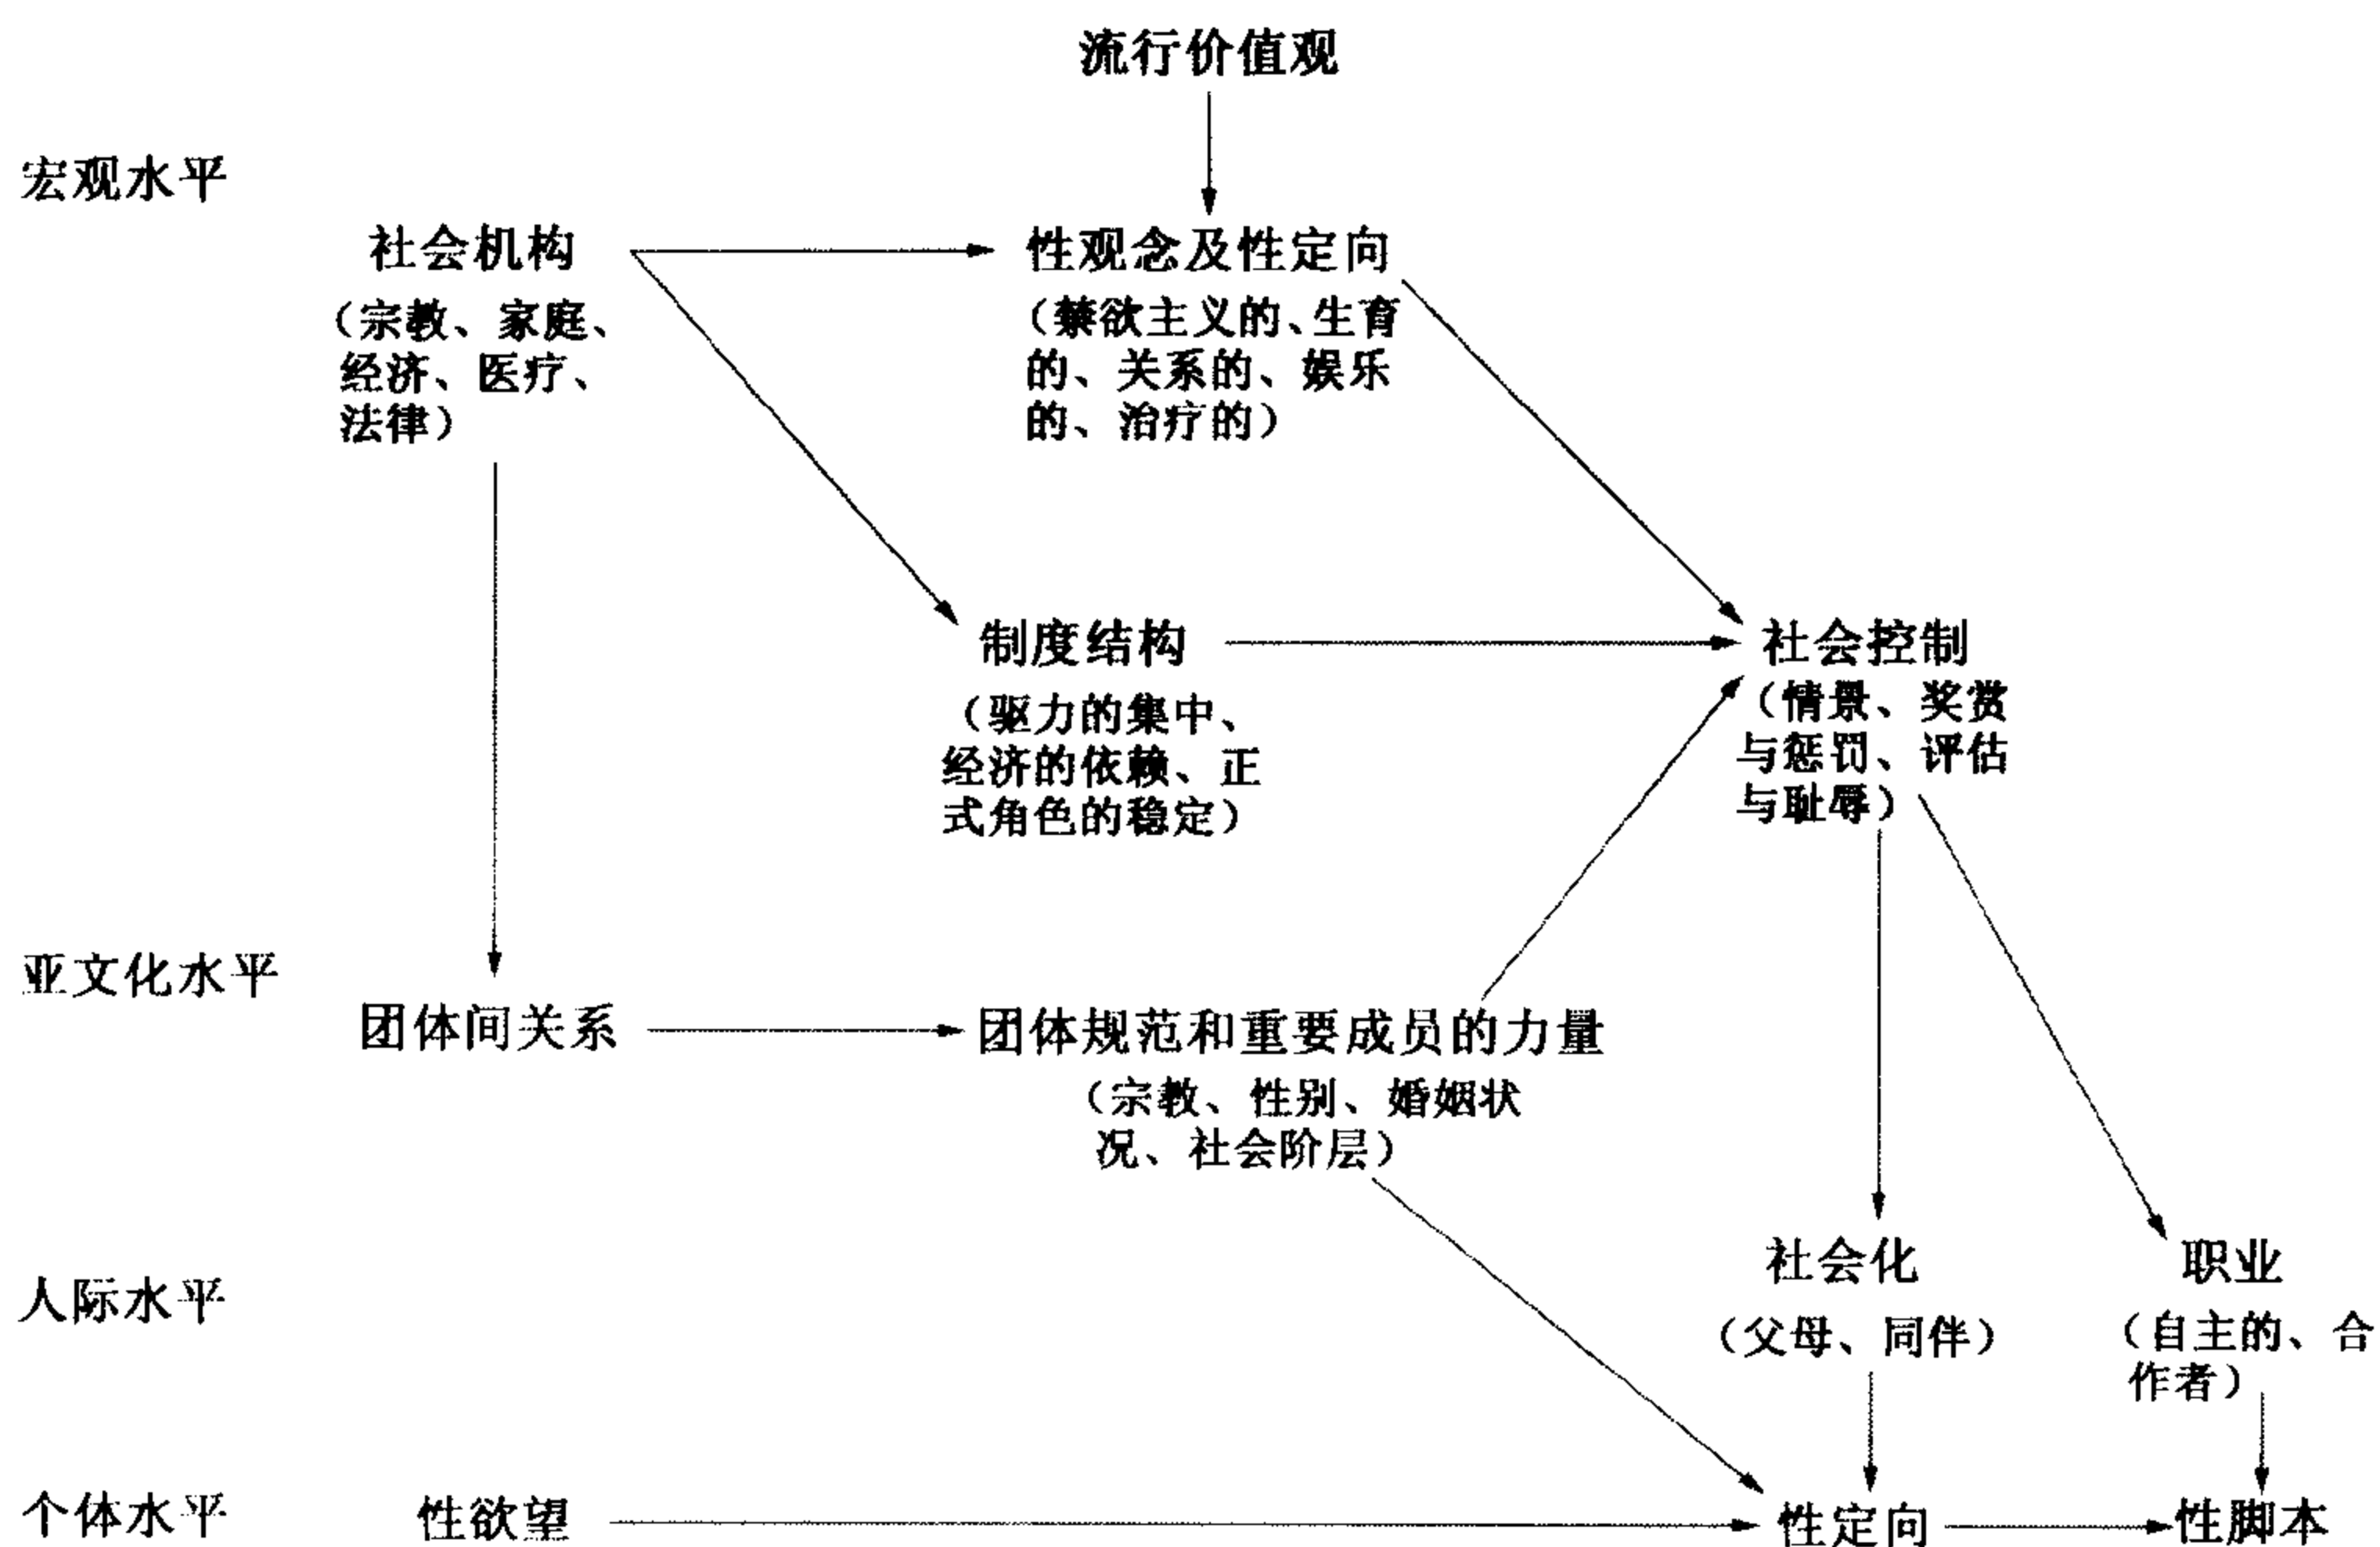 流行价值观
宏观水平
社会机构
(宗教、家庭、
经济、医疗、
法律)
性观念及性定向
(禁欲主义的、生育
的、关系的、娱乐
的、治疗的)
制度结构
(驱力的集中、
经济的依赖、正
式角色的稳定)
社会控制
(情景、奖赏
与惩罚、评估
与耻辱)
亚文化水平
团体间关系
团体规范和重要成员的力量
(宗教、性别、婚姻状
况、社会阶层)
人际水平
社会化
(父母、同伴)
职业
(自主的、合
作者)
个体水平
性欲望
性定向
性脚本